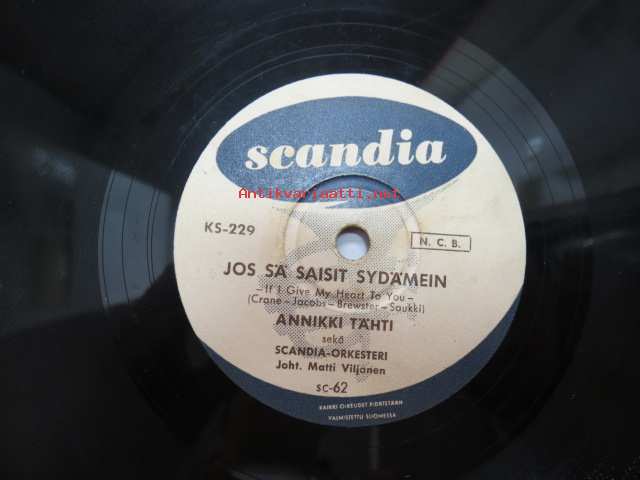 scandia
Antikvariaatti.net
KS-229
N. C. B.
JOS SÄ SAISIT SYDÄMEIN
—If I Give My Heart To You—
(Crane – Jacobs – Brewster – Saukki)
ANNIKKI TÄHTI
sekä
SCANDIA-ORKESTERI
Joht. Matti Viljanen
SC-62
KAIKKI OIKEUDET PIDÄTETÄÄN
VALMISTETTU SUOMESSA